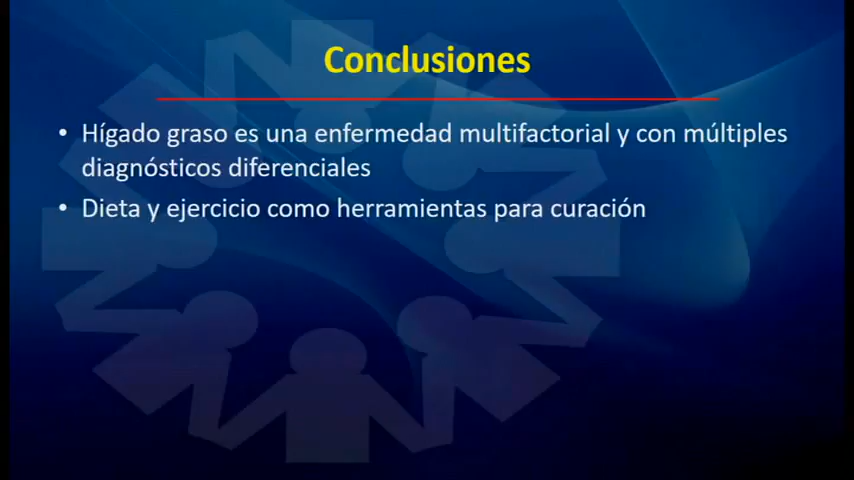 Conclusiones
• Hígado graso es una enfermedad multifactorial y con múltiples
diagnósticos diferenciales
• Dieta y ejercicio como herramientas para curación